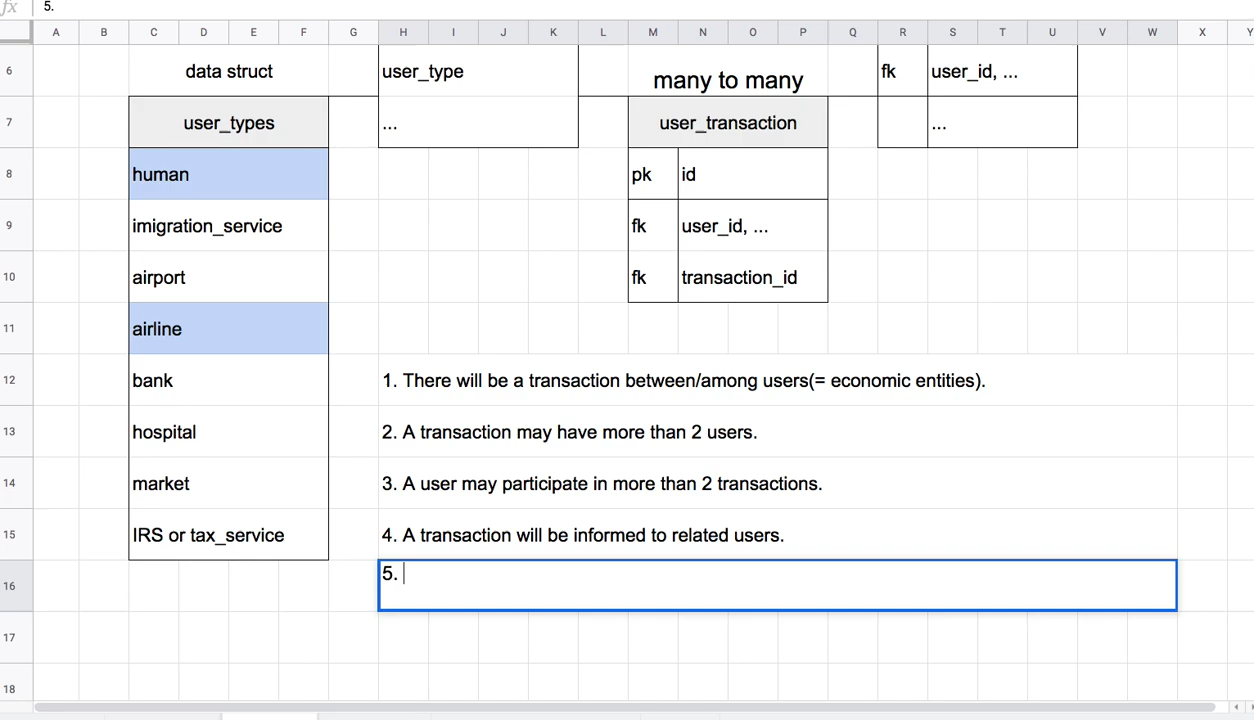 fx 5.
A B C D E F G H I J K L M N O P Q R S T U V W X Y
6 data struct user_type many to many fk user_id, ...
7 user_types ... user_transaction ...
8 human pk id
9 imigration_service fk user_id, ...
10 airport fk transaction_id
11 airline
12 bank 1. There will be a transaction between/among users(= economic entities).
13 hospital 2. A transaction may have more than 2 users.
14 market 3. A user may participate in more than 2 transactions.
15 IRS or tax_service 4. A transaction will be informed to related users.
16 5.
17
18